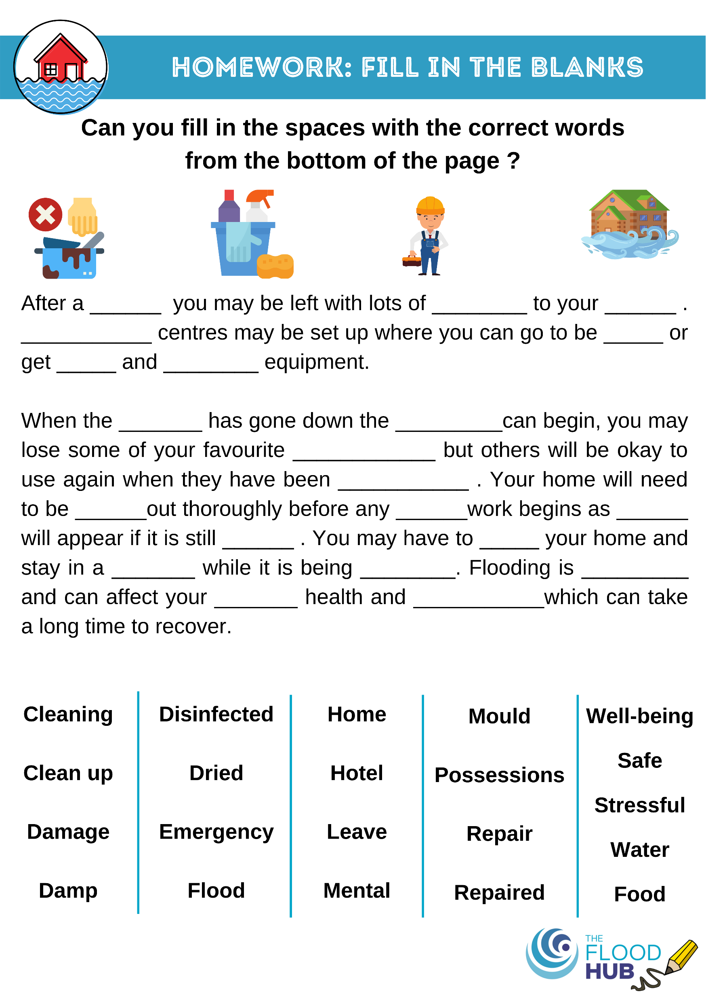 HOMEWORK: FILL IN THE BLANKS
Can you fill in the spaces with the correct words
from the bottom of the page ?
After a ______ you may be left with lots of ________ to your ______ .
___________ centres may be set up where you can go to be _____ or
get _____ and ________ equipment.
When the _______ has gone down the _________can begin, you may
lose some of your favourite ____________ but others will be okay to
use again when they have been ___________ . Your home will need
to be ______out thoroughly before any ______work begins as ______
will appear if it is still ______ . You may have to _____ your home and
stay in a _______ while it is being ________. Flooding is _________
and can affect your _______ health and ___________which can take
a long time to recover.
Cleaning
Clean up
Damage
Damp
Disinfected
Dried
Emergency
Flood
Home
Hotel
Leave
Mental
Mould
Possessions
Repair
Repaired
Well-being
Safe
Stressful
Water
Food
THE
FLOOD
HUB